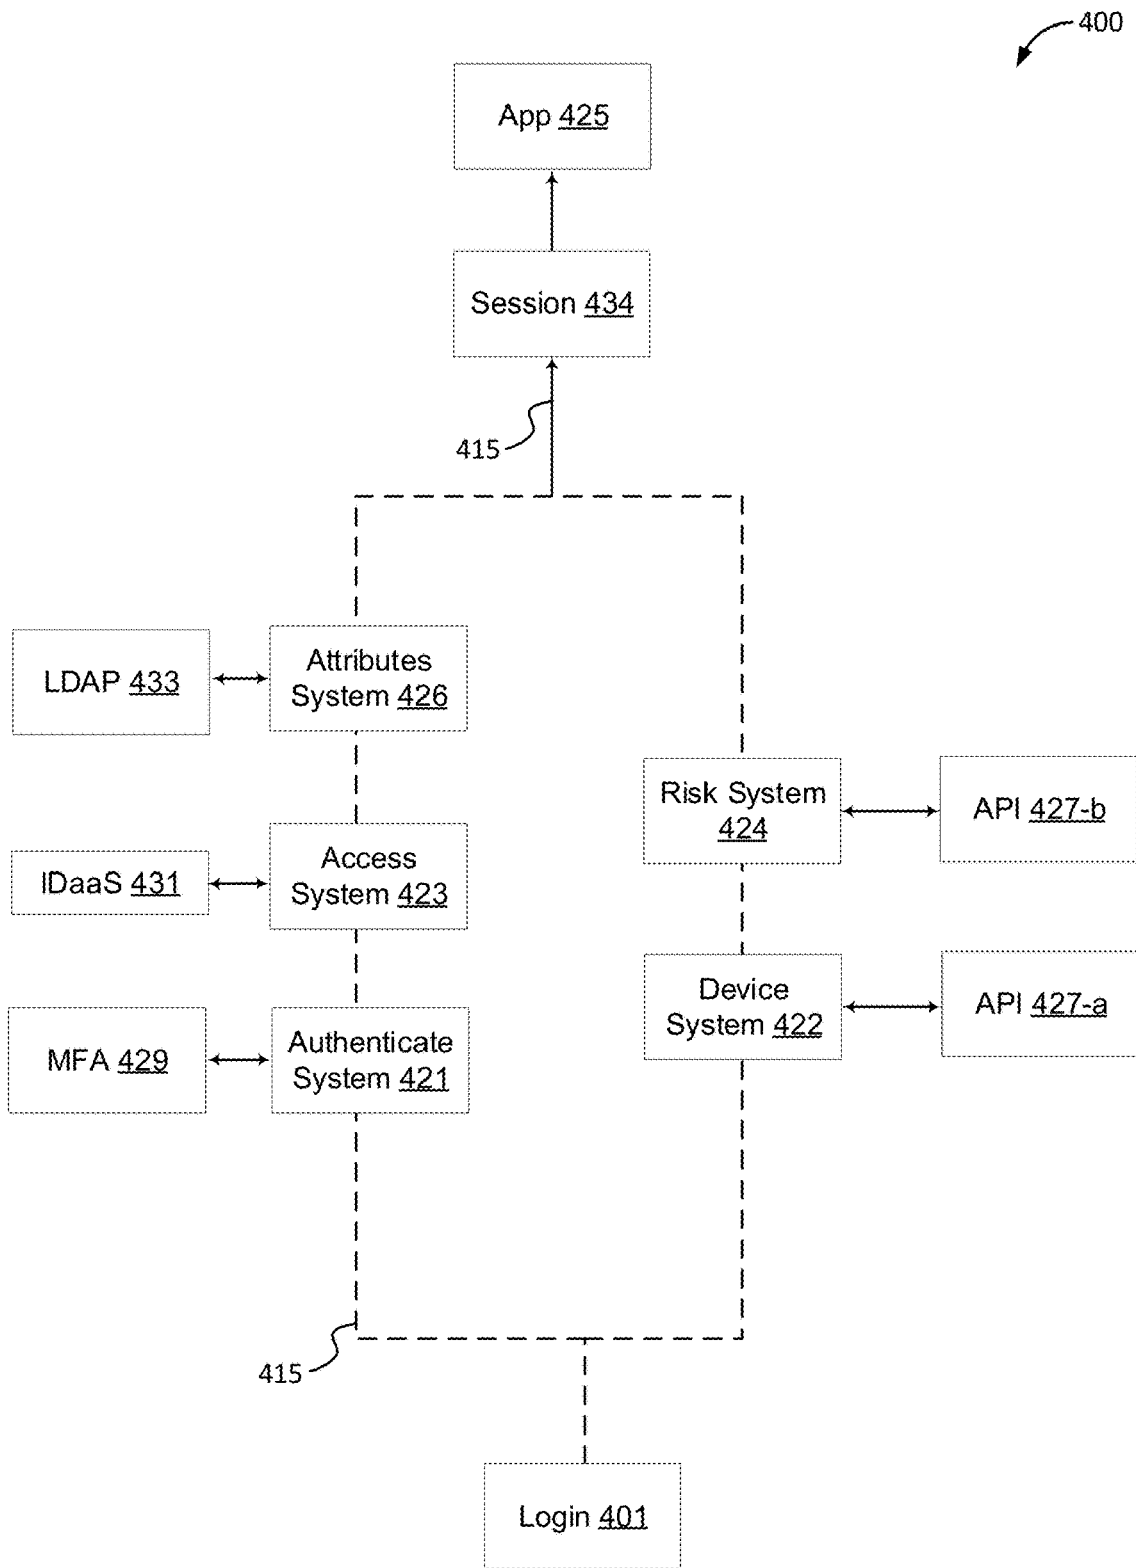 400
App 425
Session 434
415
LDAP 433
Attributes
System 426
Risk System
424
API 427-b
IDaaS 431
Access
System 423
Device
System 422
API 427-a
MFA 429
Authenticate
System 421
415
Login 401